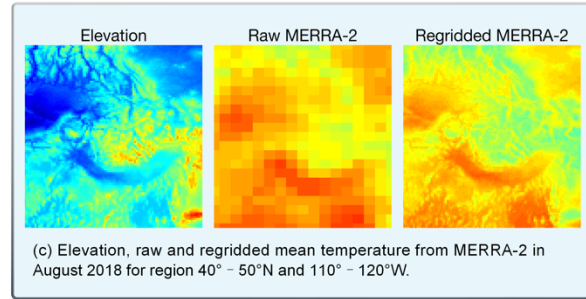 Elevation Raw MERRA-2 Regridded MERRA-2
(c) Elevation, raw and regridded mean temperature from MERRA-2 in
August 2018 for region 40° - 50°N and 110° - 120°W.